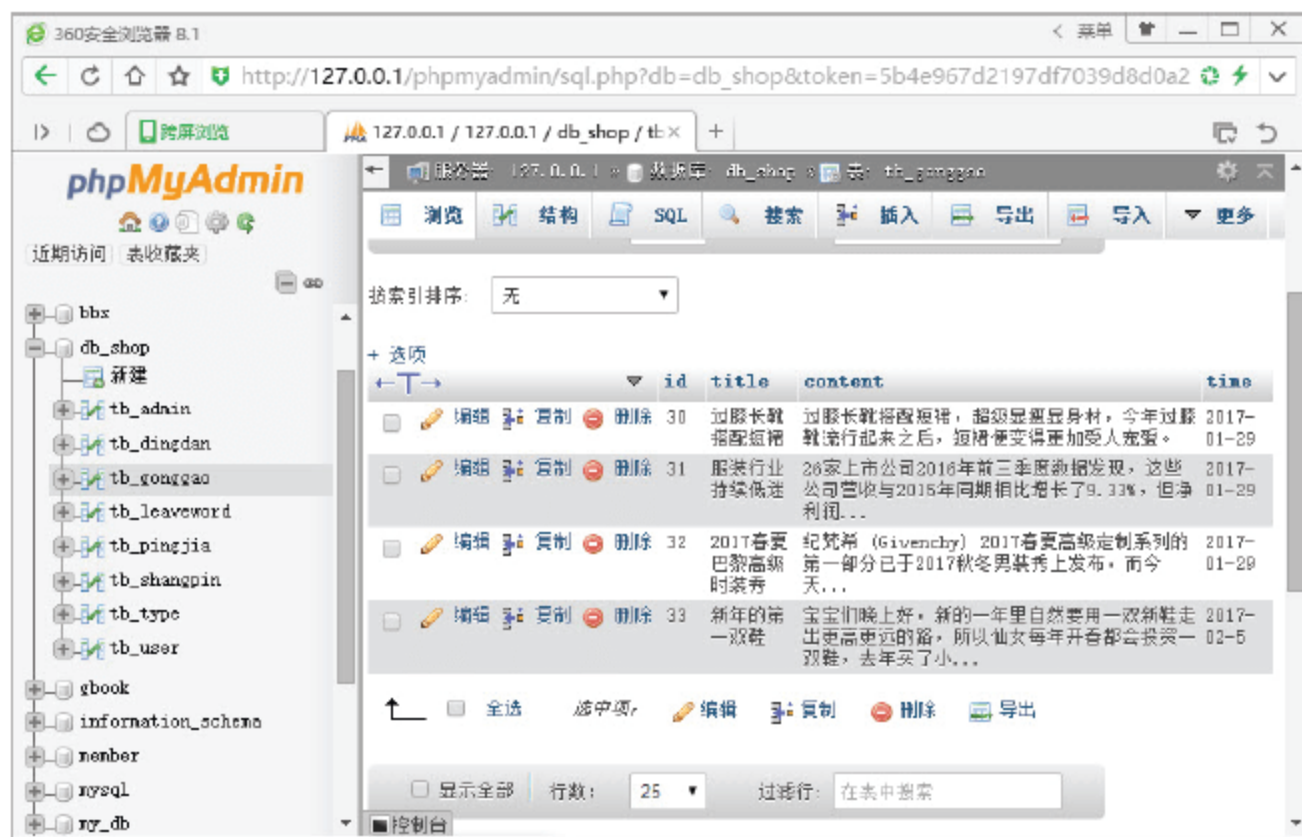 360安全浏览器 8.1
菜单
http://127.0.0.1/phpmyadmin/sql.php?db=db_shop&token=5b4e967d2197df7039d8d0a2
跨屏浏览
127.0.0.1 / 127.0.0.1 / db_shop / tb
phpMyAdmin
近期访问 表收藏夹
bbx
db_shop
新建
tb_admin
tb_dingdan
tb_gonggao
tb_leaveword
tb_pingjia
tb_shangpin
tb_type
tb_user
gbook
information_schema
member
mysql
my_db
服务器: 127.0.0.1 » 数据库: db_shop » 表: tb_gonggao
浏览 结构 SQL 搜索 插入 导出 导入 更多
按索引排序: 无
+ 选项
←T→ id title content time
编辑 复制 删除 30 过膝长靴 过膝长靴搭配短裙，超级显瘦显身材，今年过膝 2017-
搭配短裙 靴流行起来之后，短裙便变得更加受人宠爱。 01-29
编辑 复制 删除 31 服装行业 26家上市公司2016年前三季度数据发现，这些 2017-
持续低迷 公司营收与2015年同期相比增长了9.33%，但净 01-29
利润...
编辑 复制 删除 32 2017春夏 纪梵希 (Givenchy) 2017春夏高级定制系列的 2017-
巴黎高级 第一部分已于2017秋冬男装秀上发布，而今 01-29
时装秀 天...
编辑 复制 删除 33 新年的第 宝宝们晚上好，新的一年里自然要用一双新鞋走 2017-
一双鞋 出更高更远的路，所以仙女每年开春都会投资一 02-5
双鞋，去年买了小...
全选 选中项: 编辑 复制 删除 导出
显示全部 行数: 25 过滤行: 在表中搜索
控制台